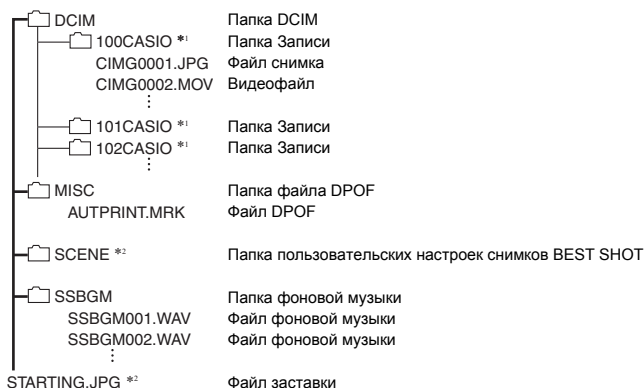 DCIM Папка DCIM
100CASIO *1 Папка Записи
CIMG0001.JPG Файл снимка
CIMG0002.MOV Видеофайл
101CASIO *1 Папка Записи
102CASIO *1 Папка Записи
MISC Папка файла DPOF
AUTPRINT.MRK Файл DPOF
SCENE *2 Папка пользовательских настроек снимков BEST SHOT
SSBGM Папка фоновой музыки
SSBGM001.WAV Файл фоновой музыки
SSBGM002.WAV Файл фоновой музыки
STARTING.JPG *2 Файл заставки